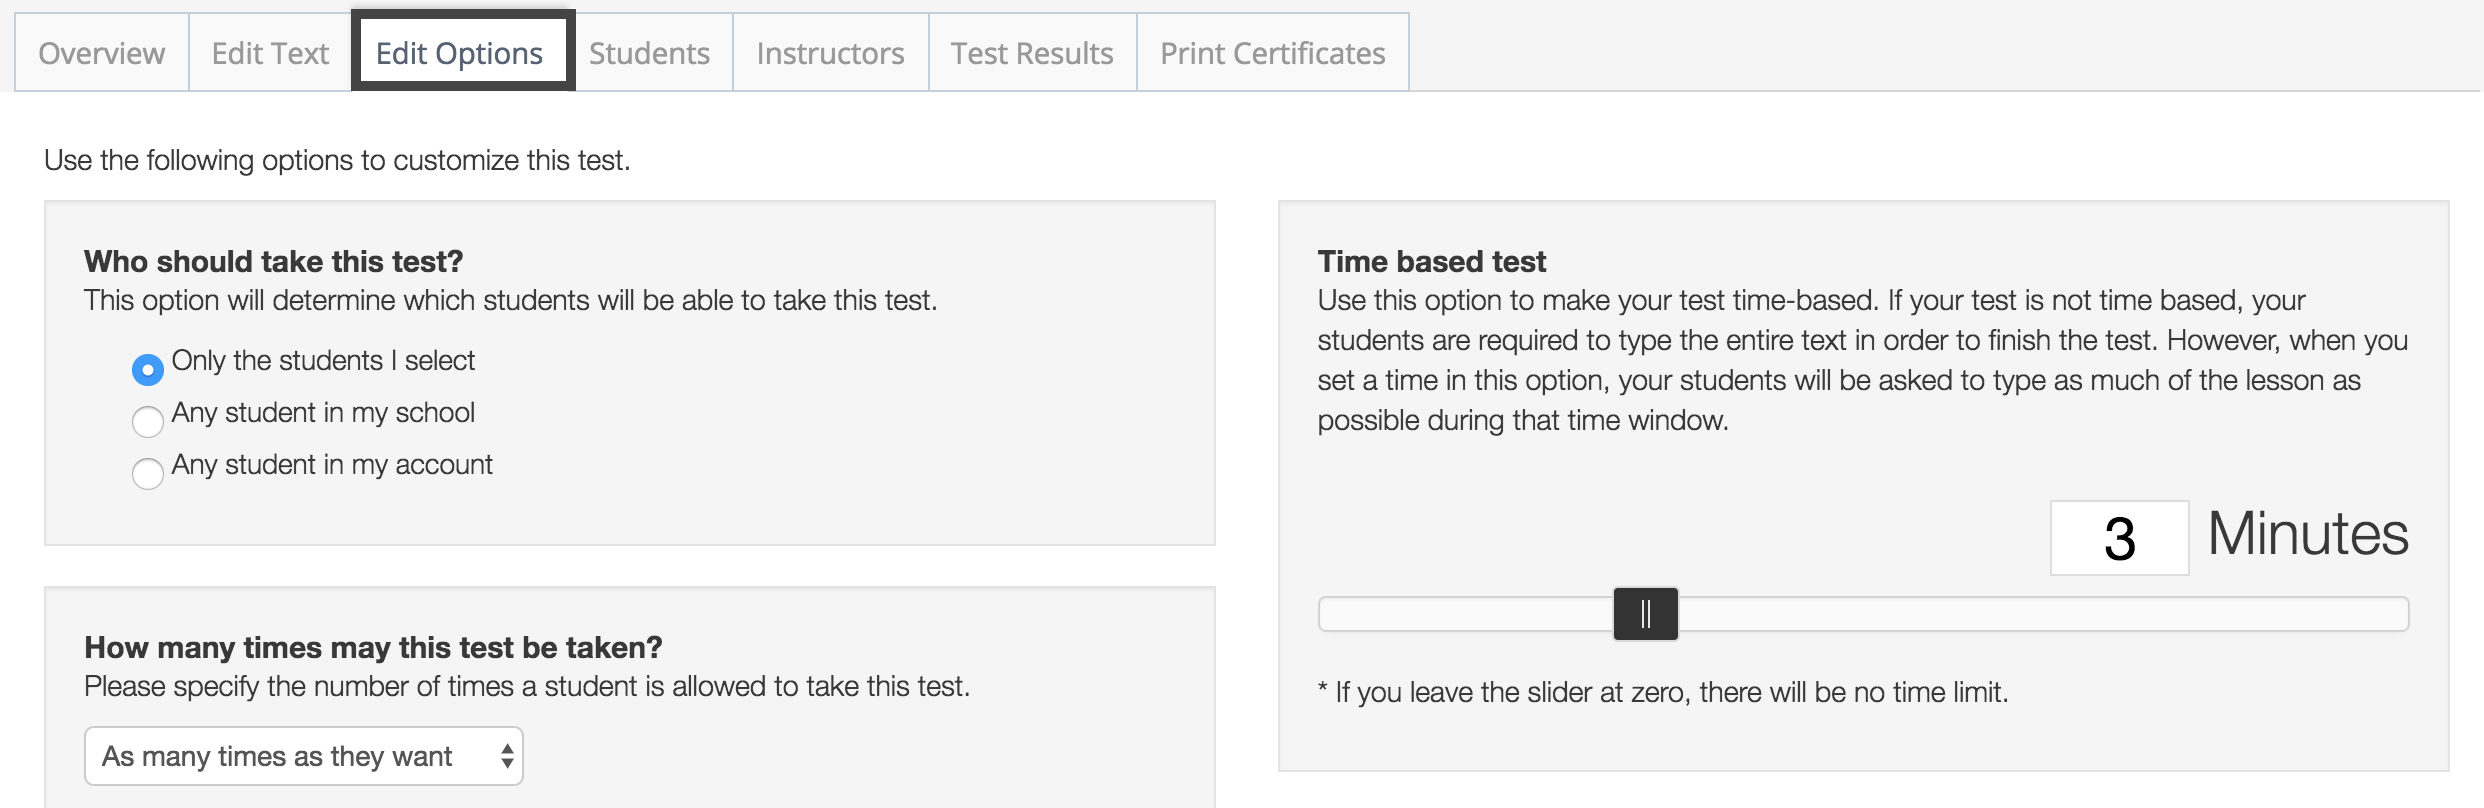 Overview Edit Text Edit Options Students Instructors Test Results Print Certificates
Use the following options to customize this test.
Who should take this test?
This option will determine which students will be able to take this test.
Only the students I select
Any student in my school
Any student in my account
How many times may this test be taken?
Please specify the number of times a student is allowed to take this test.
As many times as they want
Time based test
Use this option to make your test time-based. If your test is not time based, your
students are required to type the entire text in order to finish the test. However, when you
set a time in this option, your students will be asked to type as much of the lesson as
possible during that time window.
3 Minutes
* If you leave the slider at zero, there will be no time limit.